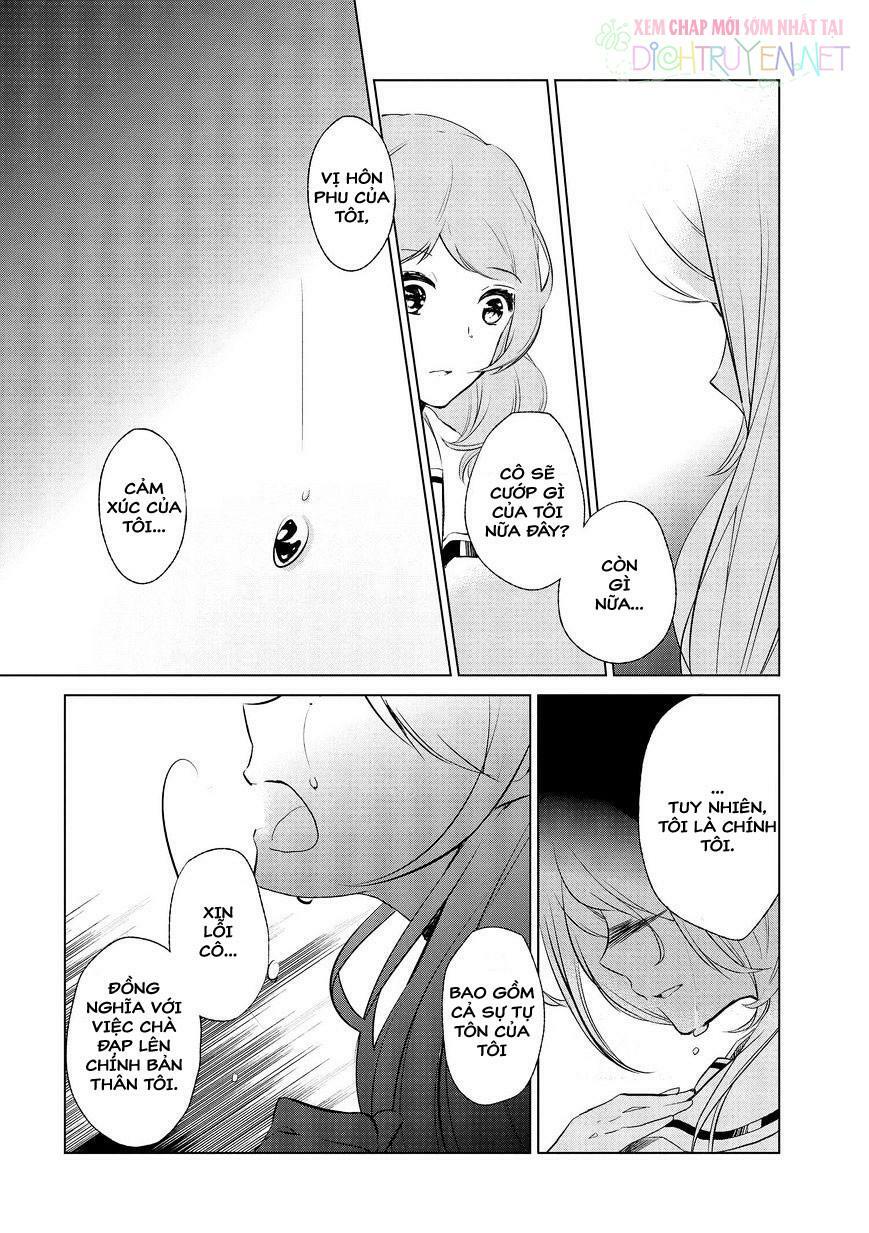 XEM CHAP MỚI SỚM NHẤT TẠI
DICHTRUYEN.NET
CÔ SẼ
CƯỚP GÌ
CỦA TÔI
NỮA ĐÂY?
CÒN
GÌ
NỮA...
VỊ HÔN
PHU CỦA
TÔI,
CẢM
XÚC CỦA
TÔI...
...
TUY NHIÊN,
TÔI LÀ CHÍNH
TÔI.
BAO GỒM
CẢ SỰ TỰ
TÔN CỦA
TÔI
XIN
LỖI
CÔ...
ĐỒNG
NGHĨA VỚI
VIỆC CHÀ
ĐẠP LÊN
CHÍNH BẢN
THÂN TÔI.